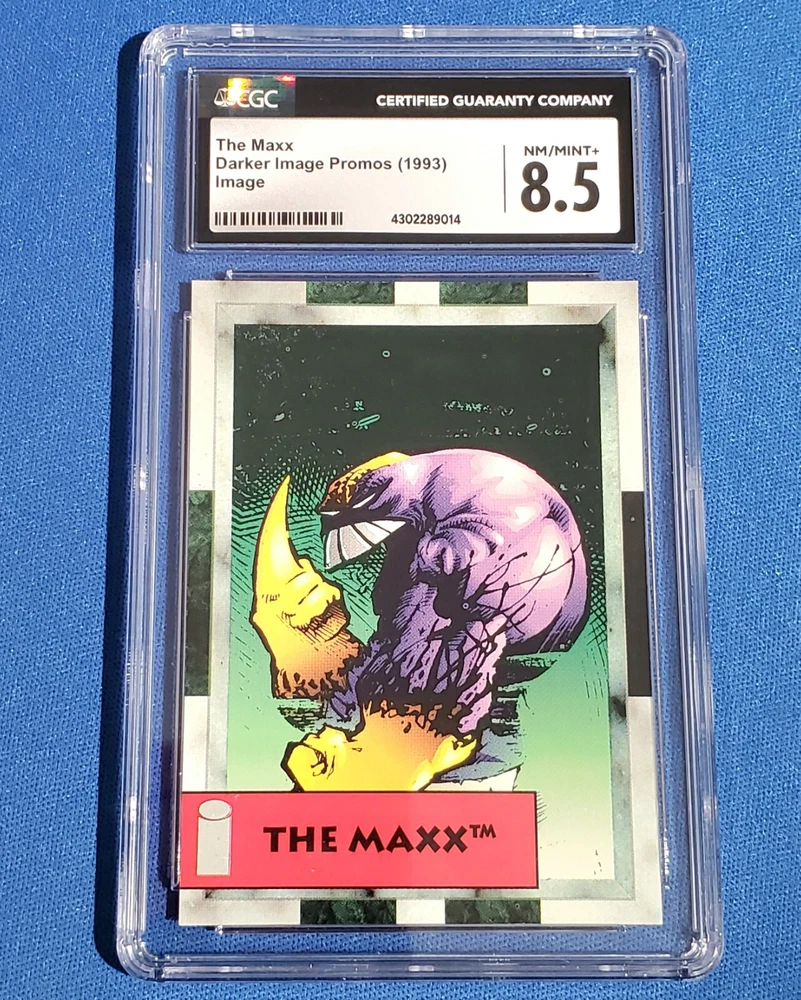 CGC CERTIFIED GUARANTY COMPANY
The Maxx
Darker Image Promos (1993)
Image
NM/MINT+
8.5
4302289014
THE MAXX™